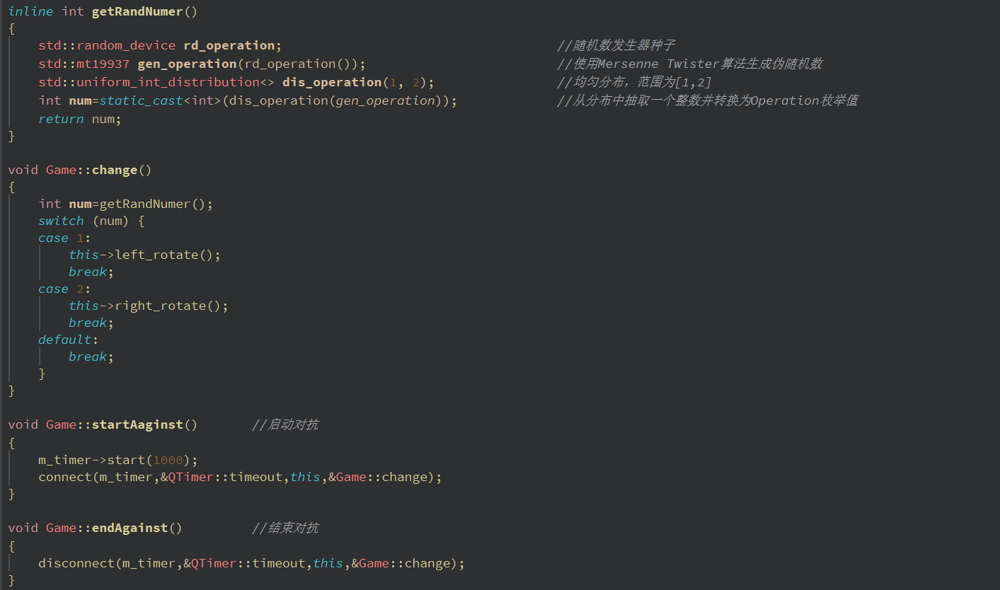 inline int getRandNumer()
{
    std::random_device rd_operation;                                     //随机数发生器种子
    std::mt19937 gen_operation(rd_operation());                          //使用Mersenne Twister算法生成伪随机数
    std::uniform_int_distribution<> dis_operation(1, 2);                 //均匀分布，范围为[1,2]
    int num=static_cast<int>(dis_operation(gen_operation));              //从分布中抽取一个整数并转换为Operation枚举值
    return num;
}

void Game::change()
{
    int num=getRandNumer();
    switch (num) {
    case 1:
        this->left_rotate();
        break;
    case 2:
        this->right_rotate();
        break;
    default:
        break;
    }
}

void Game::startAaginst()       //启动对抗
{
    m_timer->start(1000);
    connect(m_timer,&QTimer::timeout,this,&Game::change);
}

void Game::endAgainst()         //结束对抗
{
    disconnect(m_timer,&QTimer::timeout,this,&Game::change);
}